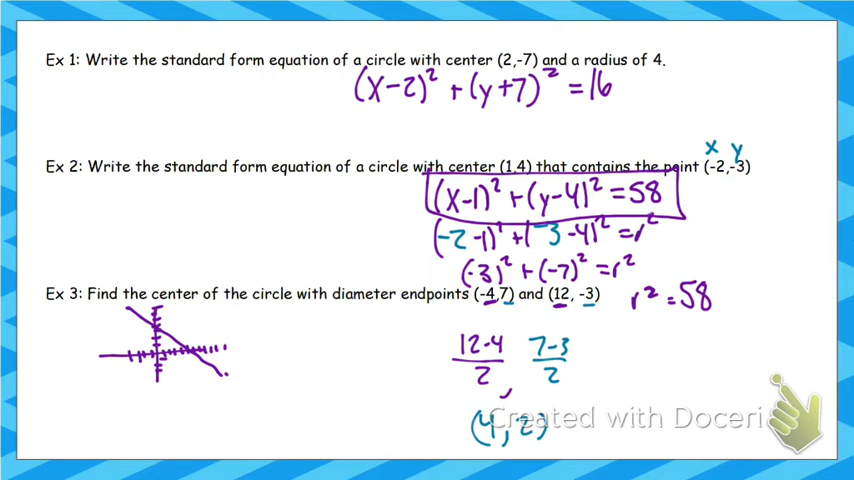 Ex 1: Write the standard form equation of a circle with center (2,-7) and a radius of 4.
(x-2)² + (y+7)² = 16
x y
Ex 2: Write the standard form equation of a circle with center (1,4) that contains the point (-2,-3)
(x-1)² + (y-4)² = 58
(-2-1)² + (-3-4)² = r²
(-3)² + (-7)² = r²
Ex 3: Find the center of the circle with diameter endpoints (-4,7) and (12, -3)
r² = 58
12-4 7-3
2 , 2
(4, 2)
Created with Doceri